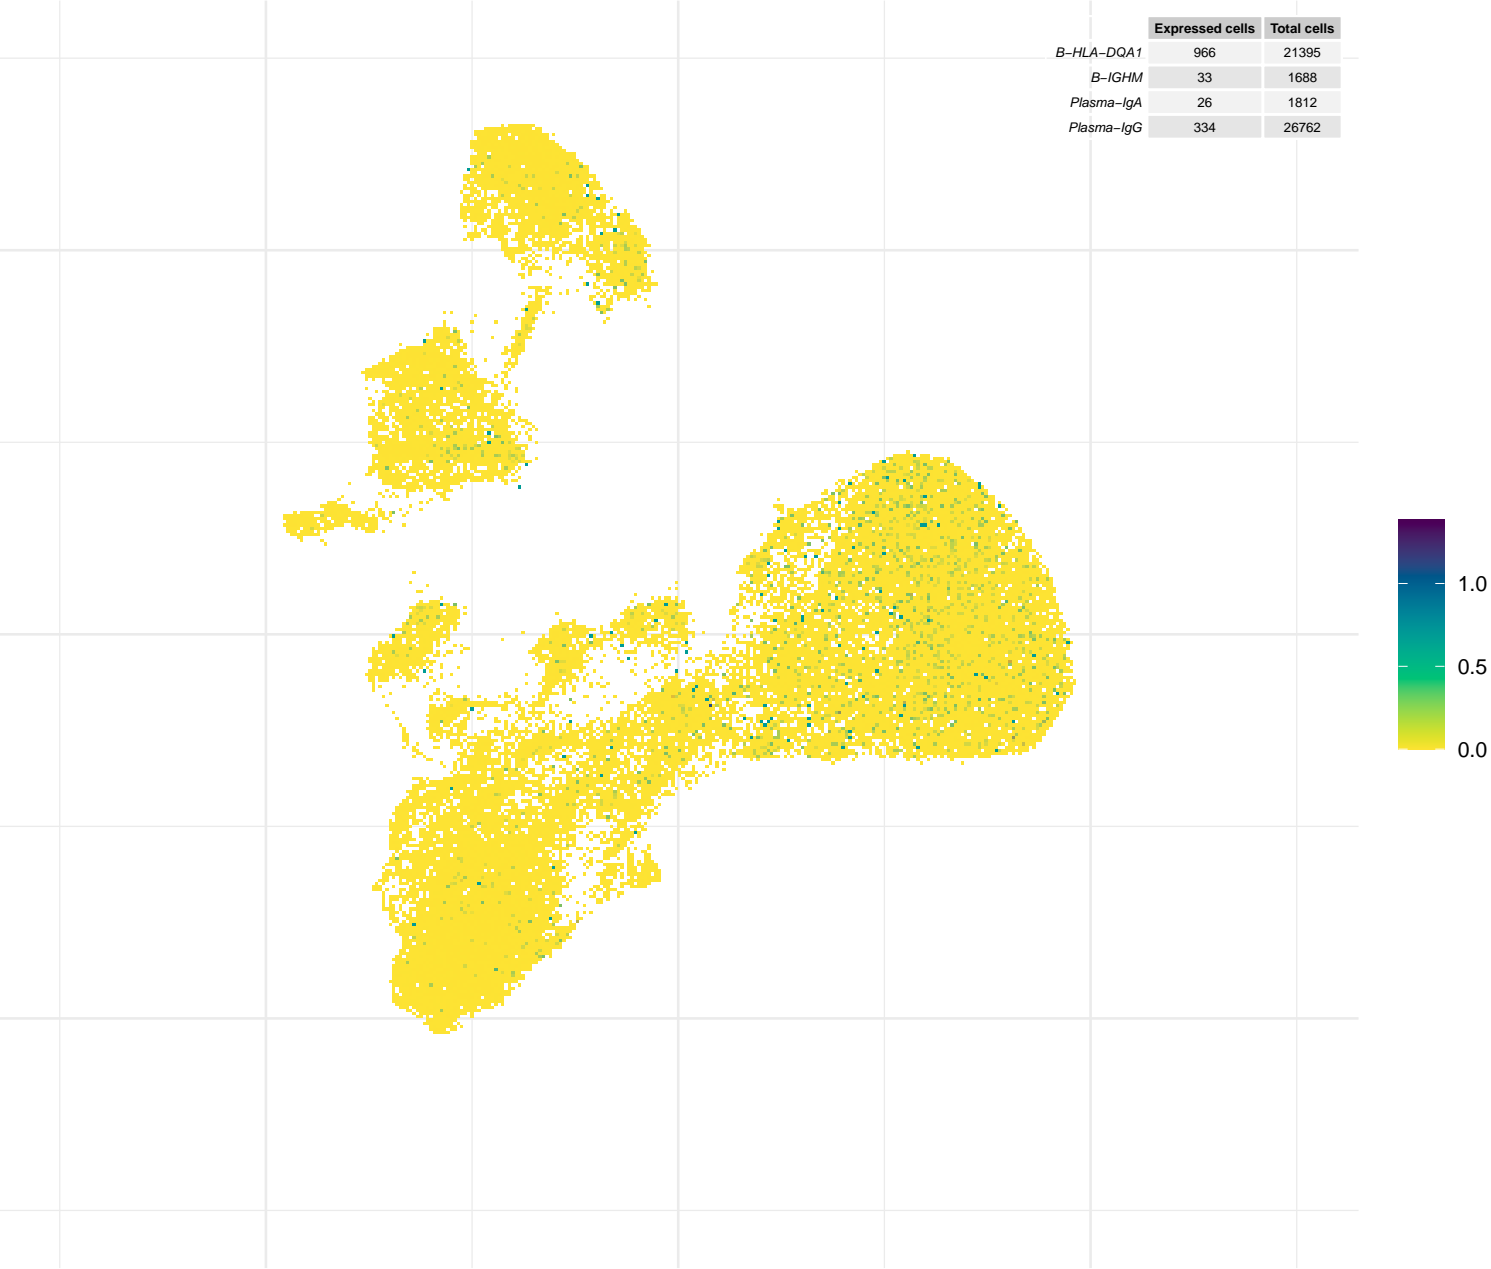 Expressed cells Total cells
B−HLA−DQA1 966 21395
B−IGHM 33 1688
Plasma−IgA 26 1812
Plasma−IgG 334 26762
1.0
0.5
0.0